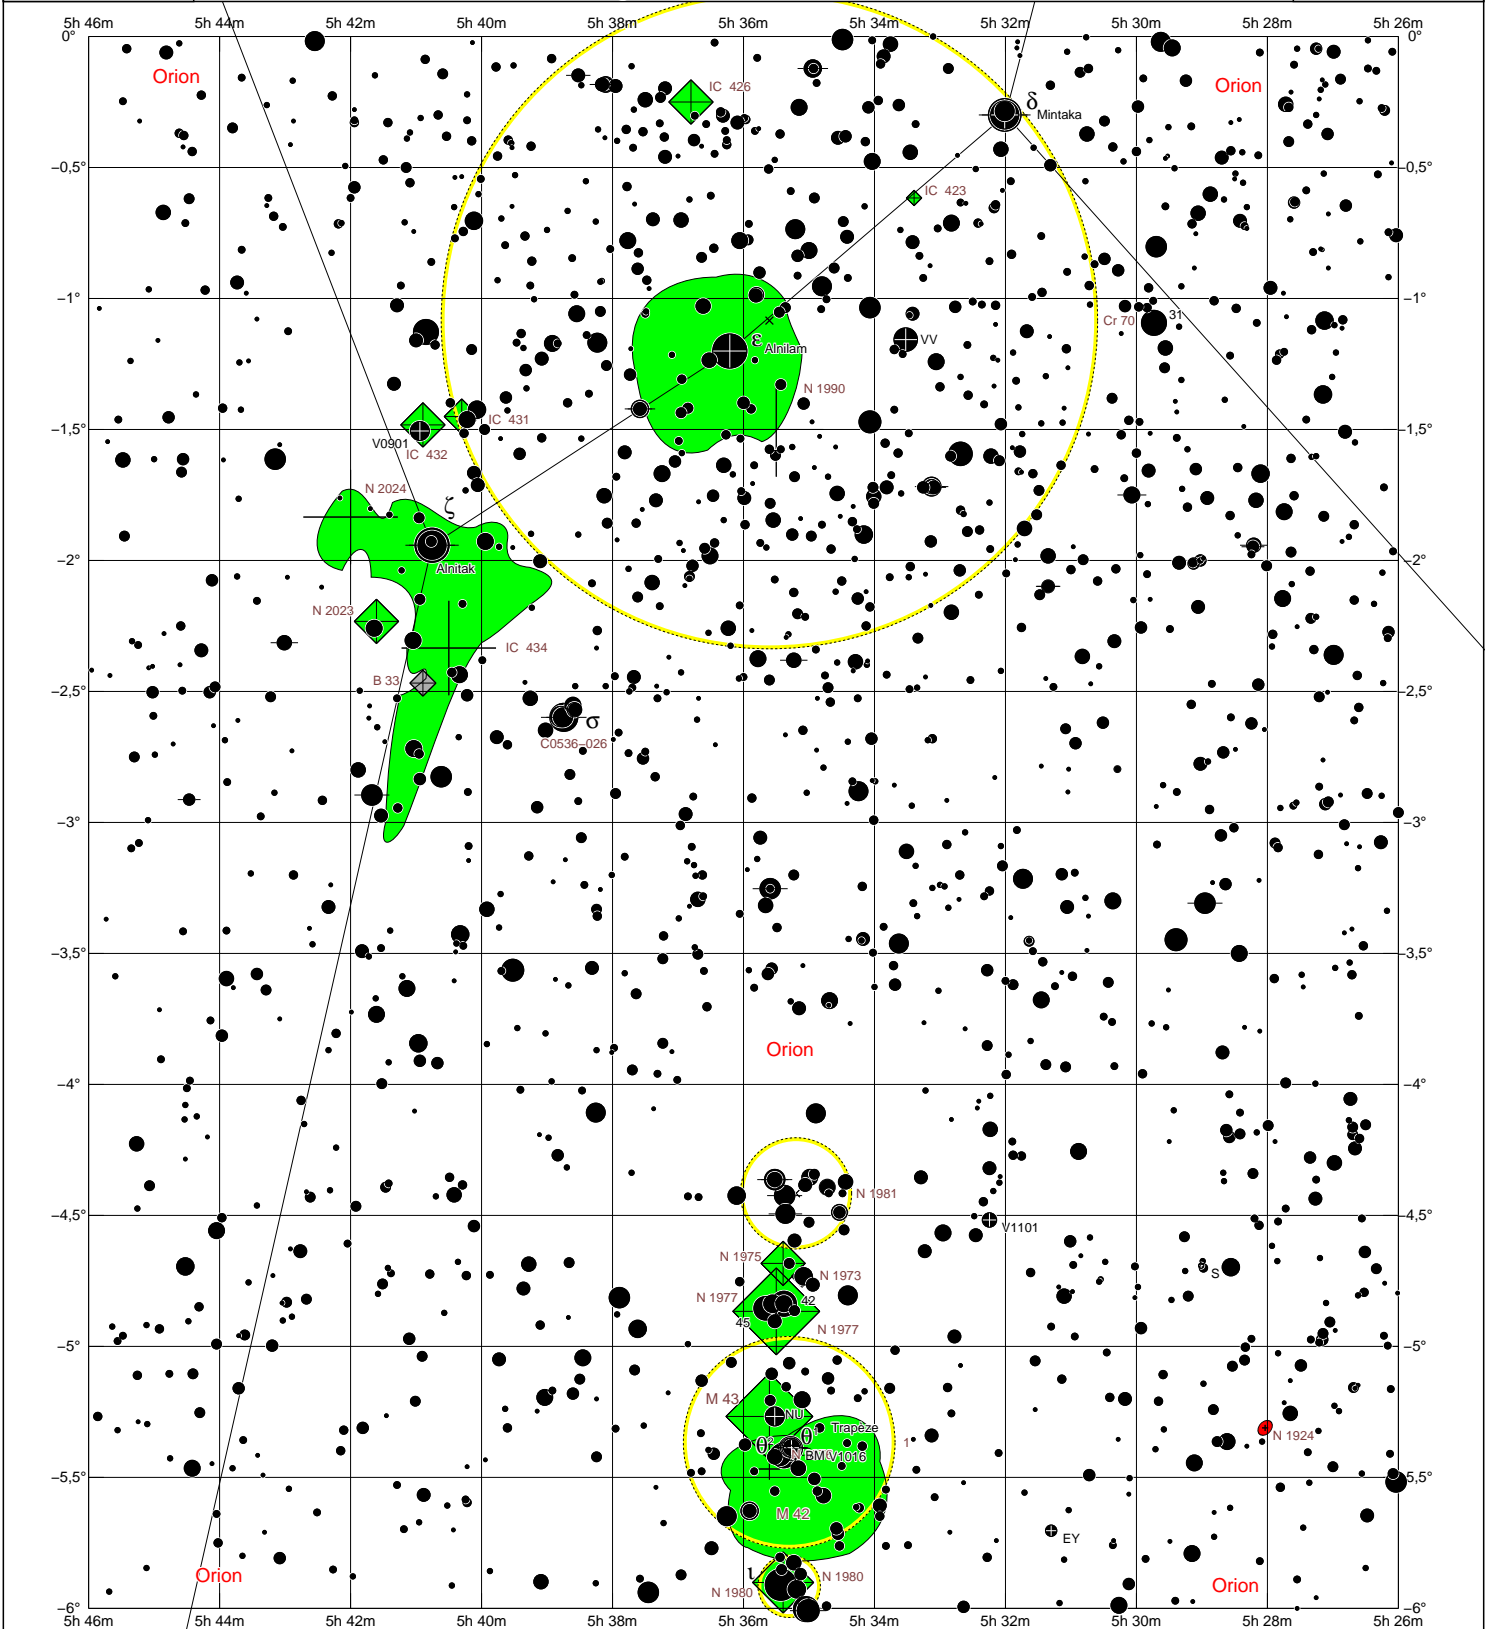 5h 46m 5h 44m 5h 42m 5h 40m 5h 38m 5h 36m 5h 34m 5h 32m 5h 30m 5h 28m 5h 26m
0° 0°
Orion Orion
IC 426
δ
Mintaka
−0,5° −0,5°
IC 423
−1° −1°
Cr 70 31
ε
Alnilam
VV
N 1990
IC 431
V0901
IC 432
−1,5° −1,5°
N 2024
ζ
−2° −2°
Alnitak
N 2023
IC 434
B 33
−2,5° −2,5°
σ
C0536−026
−3° −3°
−3,5° −3,5°
Orion
−4° −4°
N 1981
−4,5° −4,5°
V1101
N 1975
N 1973
S
N 1977
42
45
N 1977
−5° −5°
M 43
NU
Trapèze
θ2 θ1
1
N 1924
BM V1016
−5,5° −5,5°
M 42
EY
ι
Orion
N 1980
Orion
N 1980
−6° −6°
5h 46m 5h 44m 5h 42m 5h 40m 5h 38m 5h 36m 5h 34m 5h 32m 5h 30m 5h 28m 5h 26m